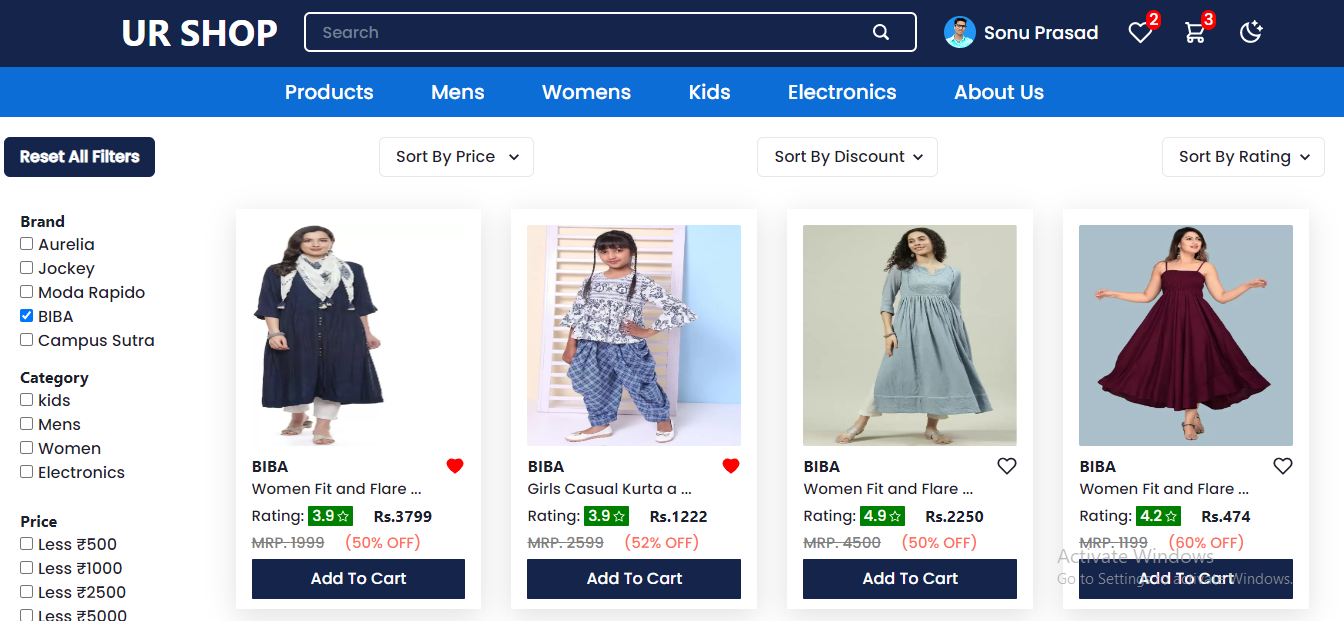 UR SHOP
Search
Sonu Prasad
2
3
Products Mens Womens Kids Electronics About Us
Reset All Filters
Sort By Price
Sort By Discount
Sort By Rating
Brand
Aurelia
Jockey
Moda Rapido
BIBA
Campus Sutra
Category
kids
Mens
Women
Electronics
Price
Less ₹500
Less ₹1000
Less ₹2500
Less ₹5000
BIBA
Women Fit and Flare ...
Rating: 3.9 Rs.3799
MRP. 1999 (50% OFF)
Add To Cart
BIBA
Girls Casual Kurta a ...
Rating: 3.9 Rs.1222
MRP. 2599 (52% OFF)
Add To Cart
BIBA
Women Fit and Flare ...
Rating: 4.9 Rs.2250
MRP. 4500 (50% OFF)
Add To Cart
BIBA
Women Fit and Flare ...
Rating: 4.2 Rs.474
MRP. 1199 (60% OFF)
Add To Cart
Activate Windows
Go to Settings to activate Windows.